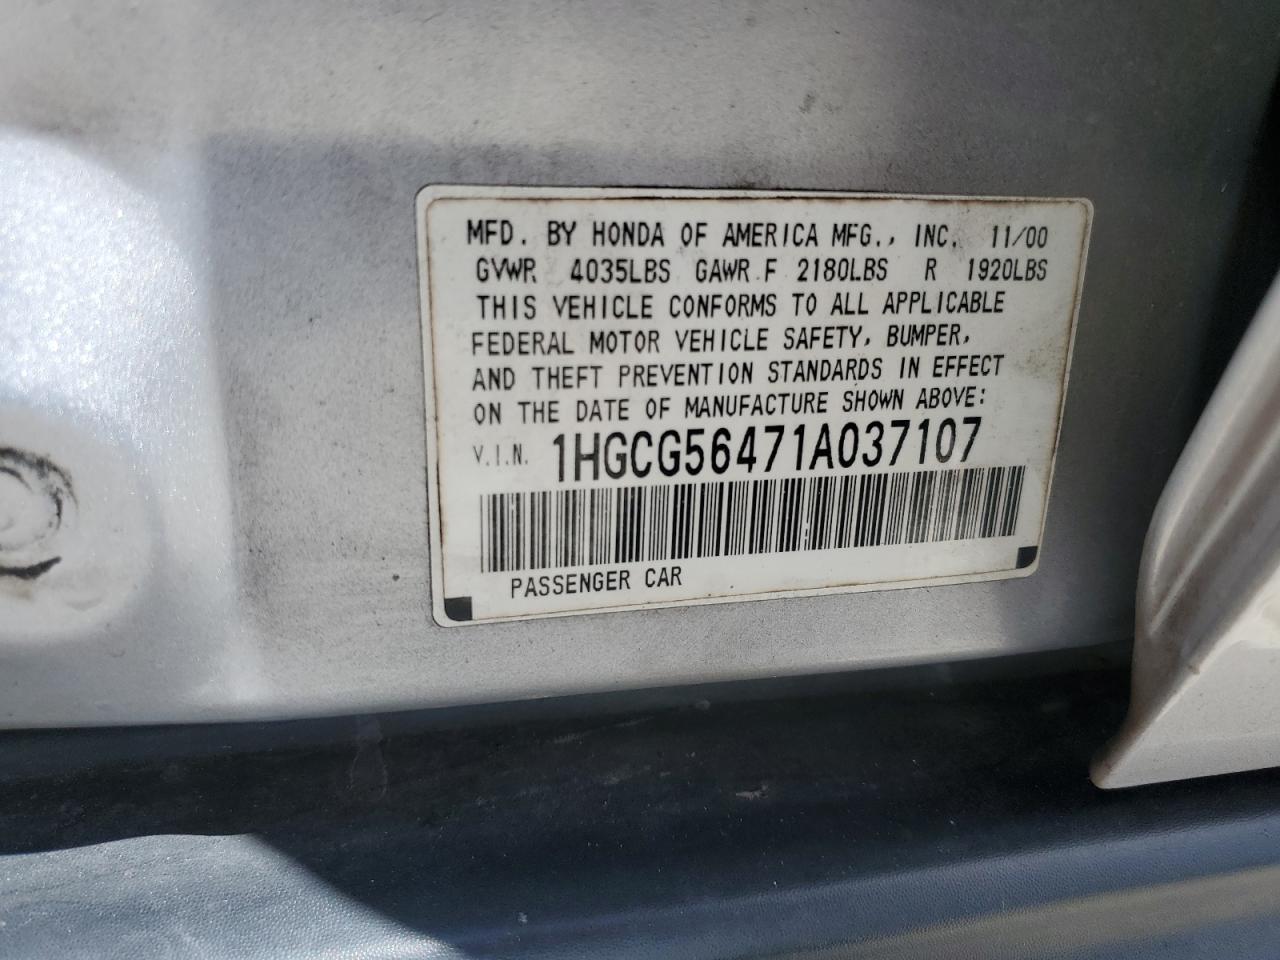 MFD. BY HONDA OF AMERICA MFG., INC. 11/00
GVWR 4035LBS GAWR F 2180LBS R 1920LBS
THIS VEHICLE CONFORMS TO ALL APPLICABLE
FEDERAL MOTOR VEHICLE SAFETY, BUMPER,
AND THEFT PREVENTION STANDARDS IN EFFECT
ON THE DATE OF MANUFACTURE SHOWN ABOVE:
V.I.N. 1HGCG56471A037107
PASSENGER CAR